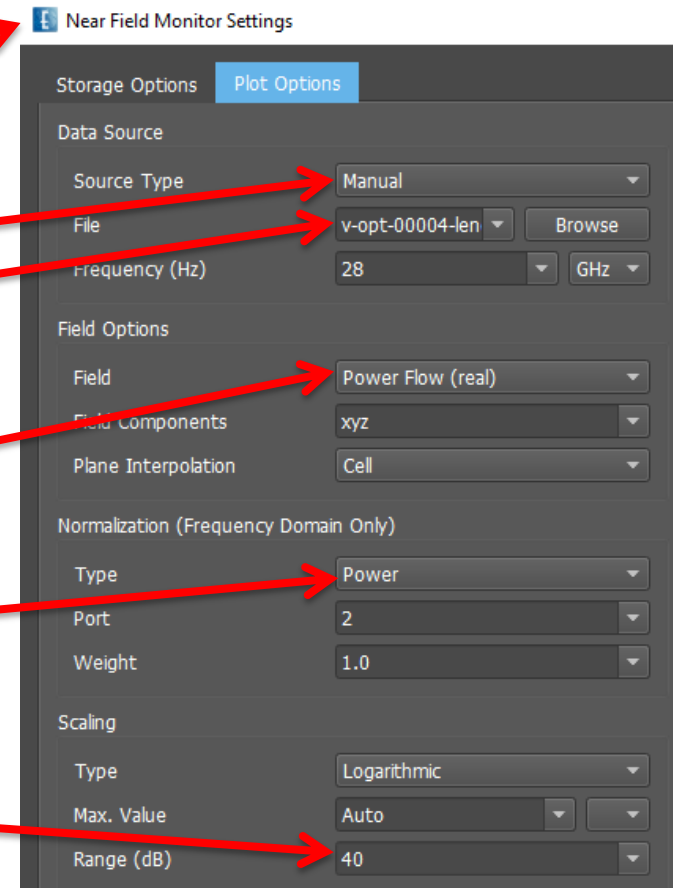 Near Field Monitor Settings
Storage Options Plot Options
Data Source
Source Type Manual
File v-opt-00004-len Browse
Frequency (Hz) 28 GHz
Field Options
Field Power Flow (real)
Field Components xyz
Plane Interpolation Cell
Normalization (Frequency Domain Only)
Type Power
Port 2
Weight 1.0
Scaling
Type Logarithmic
Max. Value Auto
Range (dB) 40